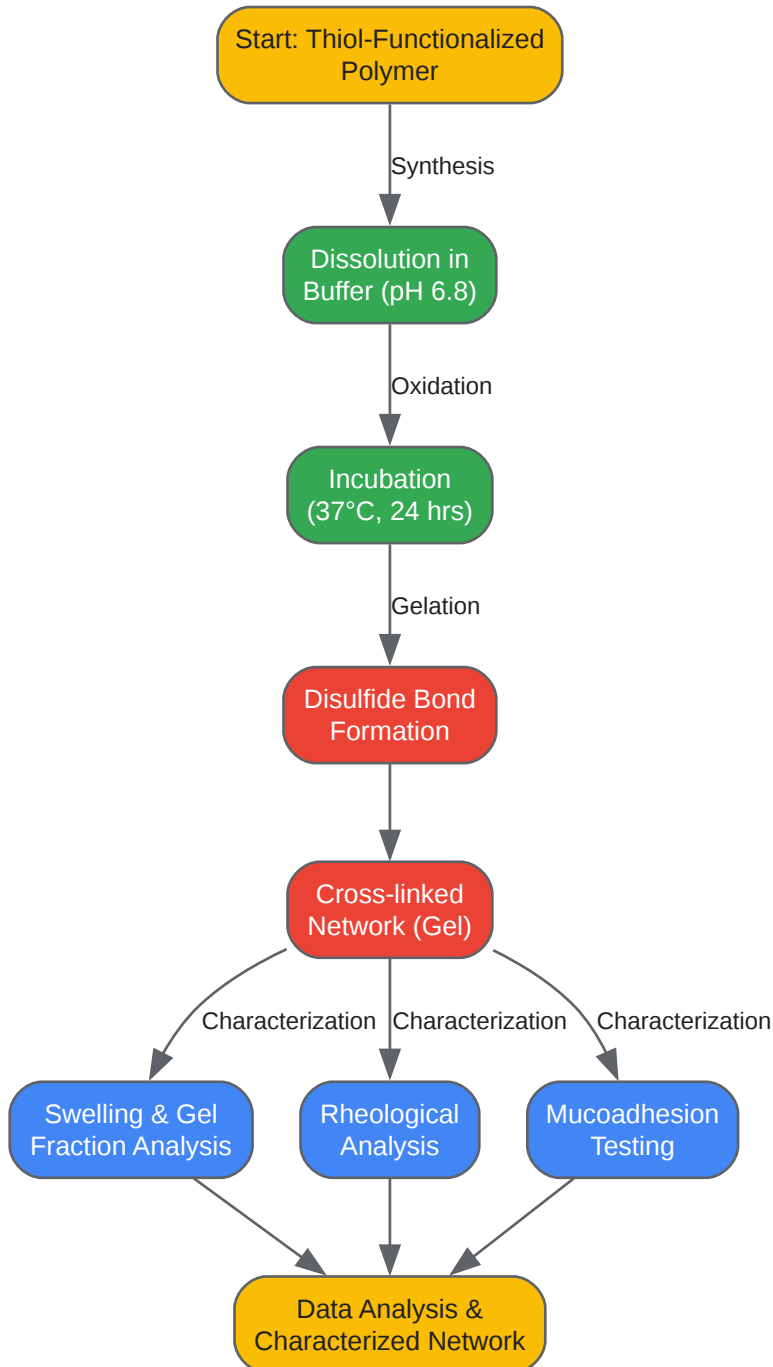 Start: Thiol-Functionalized
Polymer
Synthesis
Dissolution in
Buffer (pH 6.8)
Oxidation
Incubation
(37°C, 24 hrs)
Gelation
Disulfide Bond
Formation
Cross-linked
Network (Gel)
Characterization
Characterization
Characterization
Swelling & Gel
Fraction Analysis
Rheological
Analysis
Mucoadhesion
Testing
Data Analysis &
Characterized Network